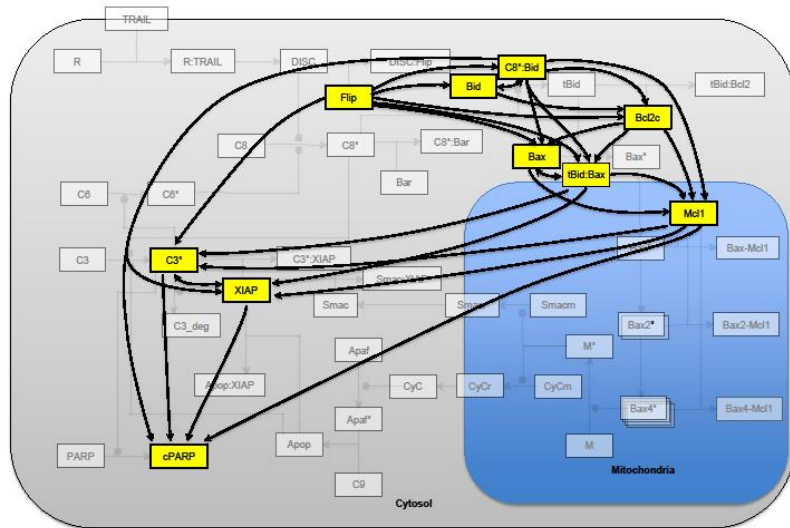 TRAIL
R
R:TRAIL
DISC
DISC:Flip
C8*:Bid
Bid
tBid
tBid:Bcl2
Flip
Bcl2c
C8
C8*
C8*:Bar
Bar
Bax
Bax*
tBid:Bax
C6
C6*
Mcl1
C3
C3*
C3*:XIAP
Smac:XIAP
XIAP
Bax-Mcl1
C3_deg
Smac
Smacm
Bax2*
Bax2-Mcl1
Apaf
M*
Apop:XIAP
CyC
CyCr
CyCm
Apaf*
Bax4*
Bax4-Mcl1
PARP
cPARP
Apop
M
C9
Mitochondria
Cytosol